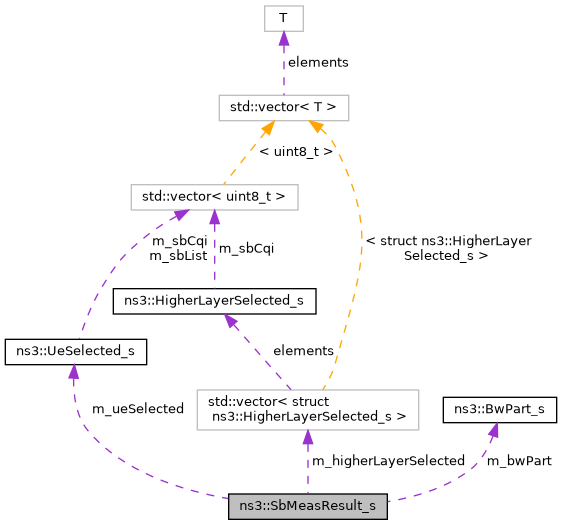 T
elements
std::vector< T >
< uint8_t >
std::vector< uint8_t >
m_sbCqi
m_sbList
m_sbCqi
< struct ns3::HigherLayer
Selected_s >
ns3::HigherLayerSelected_s
ns3::UeSelected_s
elements
std::vector< struct
ns3::HigherLayerSelected_s >
ns3::BwPart_s
m_ueSelected
m_higherLayerSelected
m_bwPart
ns3::SbMeasResult_s